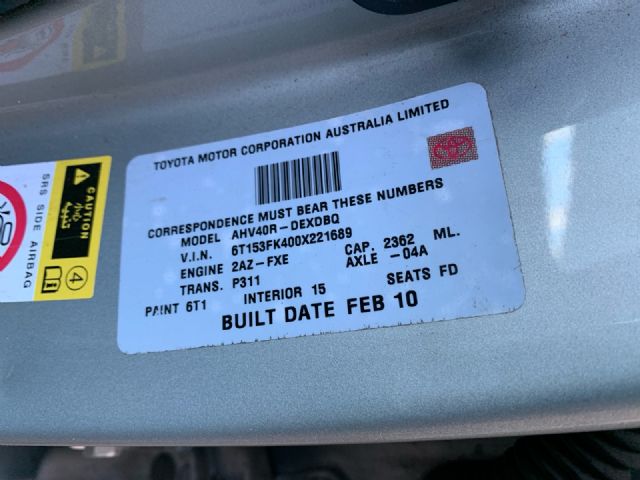 TOYOTA MOTOR CORPORATION AUSTRALIA LIMITED
CORRESPONDENCE MUST BEAR THESE NUMBERS
MODEL AHV40R-DEXDBQ
V.I.N. 6T153FK400X221689
ENGINE 2AZ-FXE CAP. 2362 ML.
TRANS. P311 AXLE -04A
PAINT 6T1 INTERIOR 15 SEATS FD
BUILT DATE FEB 10
SRS SIDE AIRBAG
CAUTION
4